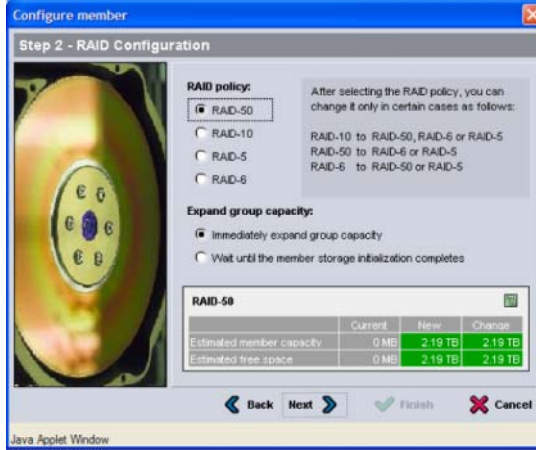 Configure member
Step 2 - RAID Configuration
RAID policy:
RAID-50
RAID-10
RAID-5
RAID-6
After selecting the RAID policy, you can
change it only in certain cases as follows:
RAID-10 to RAID-50, RAID-6 or RAID-5
RAID-50 to RAID-6 or RAID-5
RAID-6 to RAID-50 or RAID-5
Expand group capacity:
Immediately expand group capacity
Wait until the member storage initialization completes
RAID-50
Current New Change
Estimated member capacity 0 MB 2.19 TB 2.19 TB
Estimated free space 0 MB 2.19 TB 2.19 TB
Back Next Finish Cancel
Java Applet Window